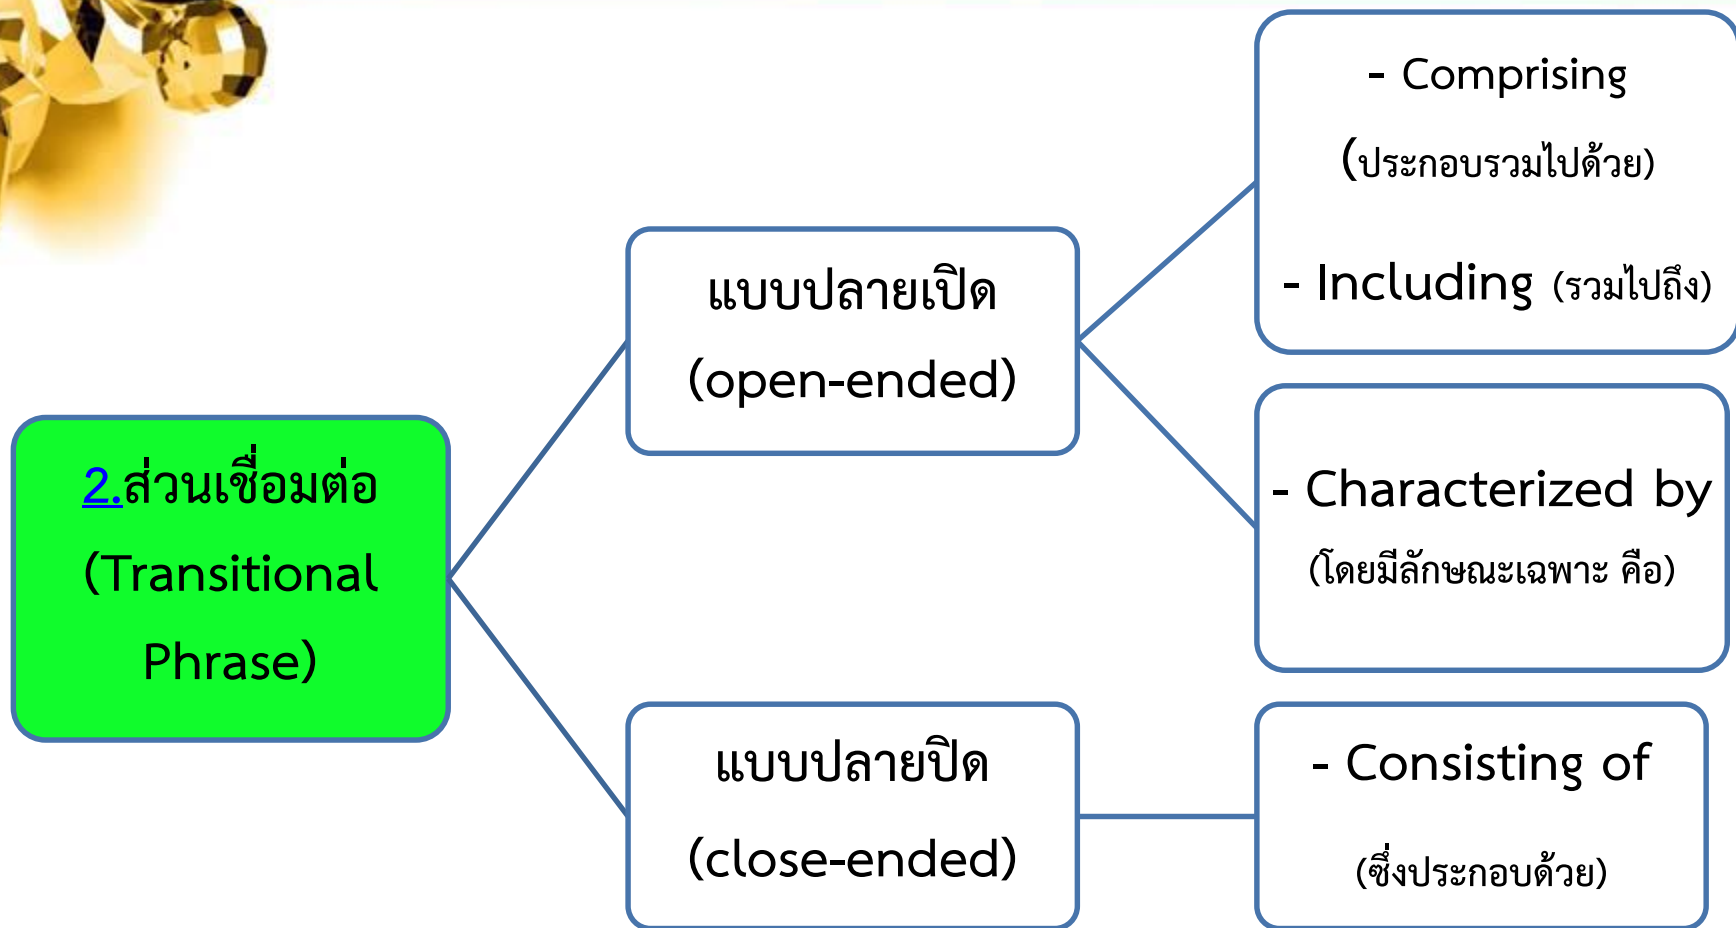 2.ส่วนเชื่อมต่อ
(Transitional
Phrase)
แบบปลายเปิด
(open-ended)
- Comprising
(ประกอบรวมไปด้วย)
- Including (รวมไปถึง)
- Characterized by
(โดยมีลักษณะเฉพาะ คือ)
แบบปลายปิด
(close-ended)
- Consisting of
(ซึ่งประกอบด้วย)